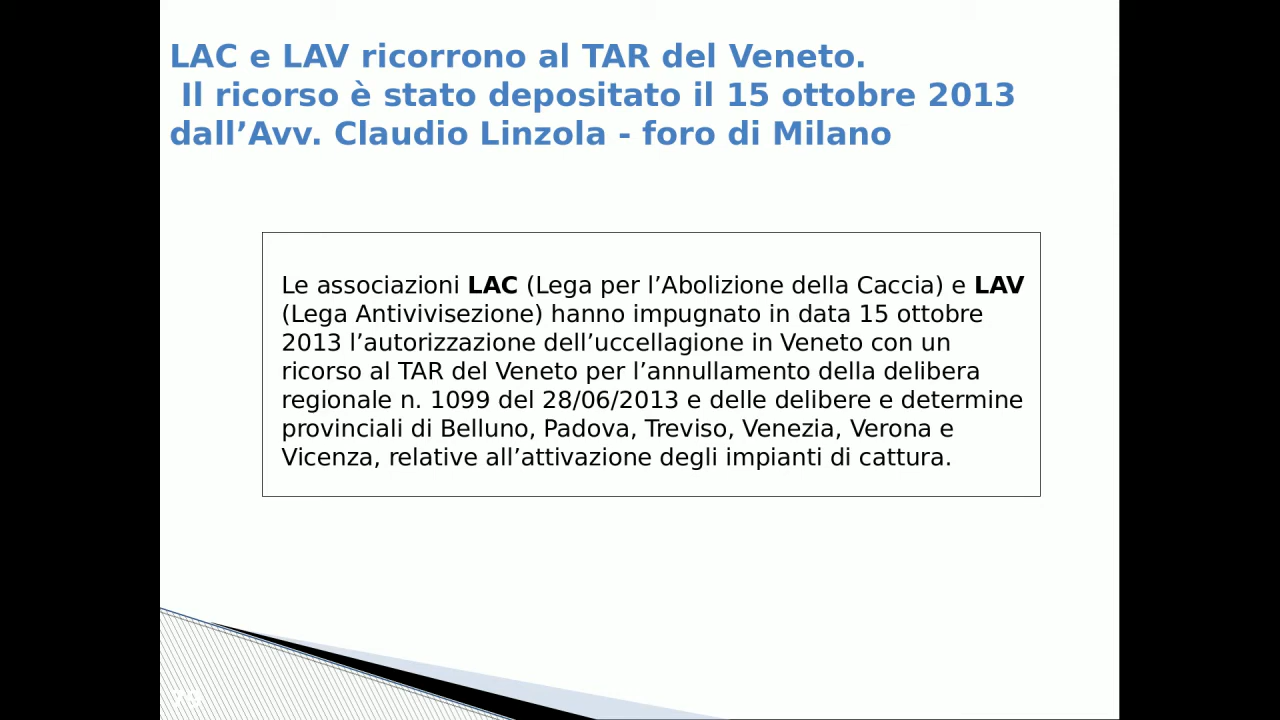 LAC e LAV ricorrono al TAR del Veneto.
Il ricorso è stato depositato il 15 ottobre 2013
dall’Avv. Claudio Linzola - foro di Milano
Le associazioni LAC (Lega per l’Abolizione della Caccia) e LAV
(Lega Antivivisezione) hanno impugnato in data 15 ottobre
2013 l’autorizzazione dell’uccellagione in Veneto con un
ricorso al TAR del Veneto per l’annullamento della delibera
regionale n. 1099 del 28/06/2013 e delle delibere e determine
provinciali di Belluno, Padova, Treviso, Venezia, Verona e
Vicenza, relative all’attivazione degli impianti di cattura.